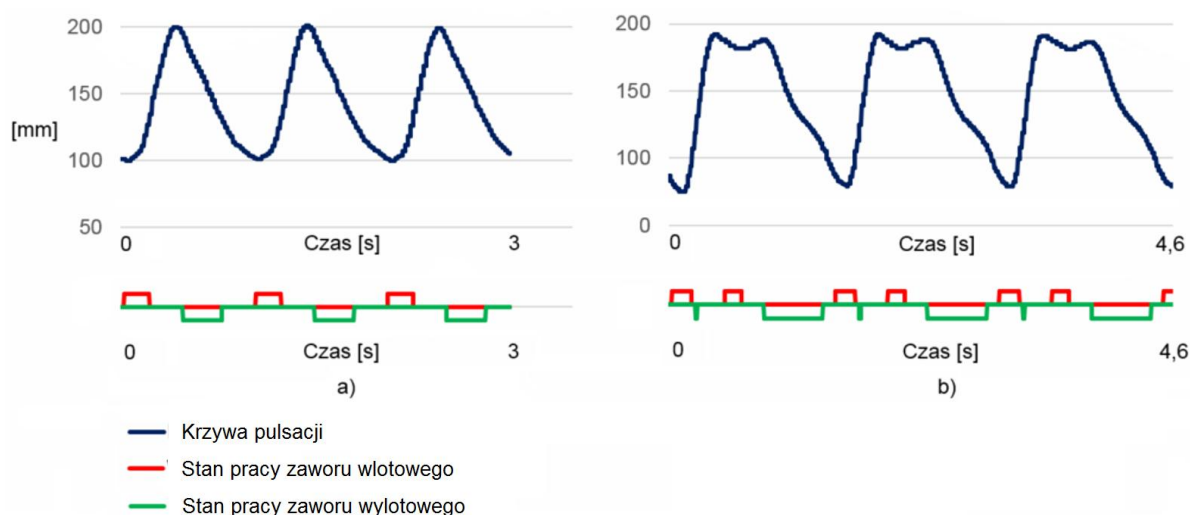 200
150
[mm]
100
50
0 Czas [s] 3
0 Czas [s] 3
a)
200
150
100
0
0 Czas [s] 4,6
0 Czas [s] 4,6
b)
Krzywa pulsacji
Stan pracy zaworu wlotowego
Stan pracy zaworu wylotowego